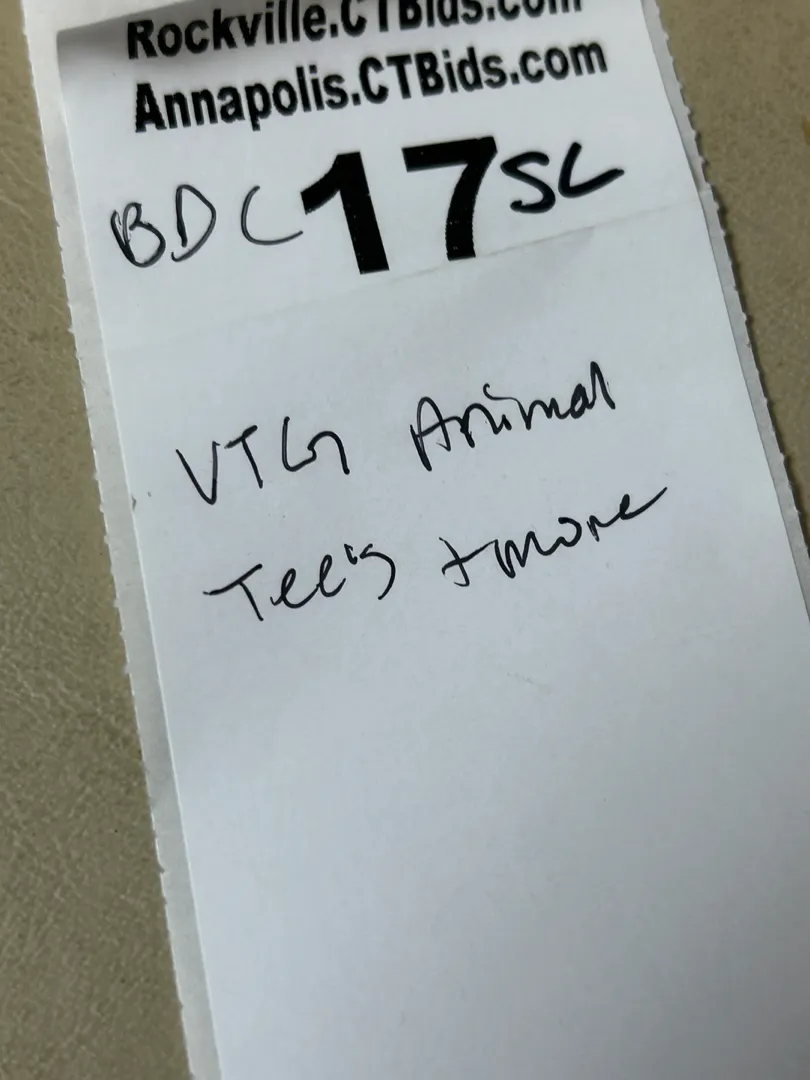 Rockville.CTBids.com
Annapolis.CTBids.com
BDC 17 SC
VTG Animal
Tee's + more